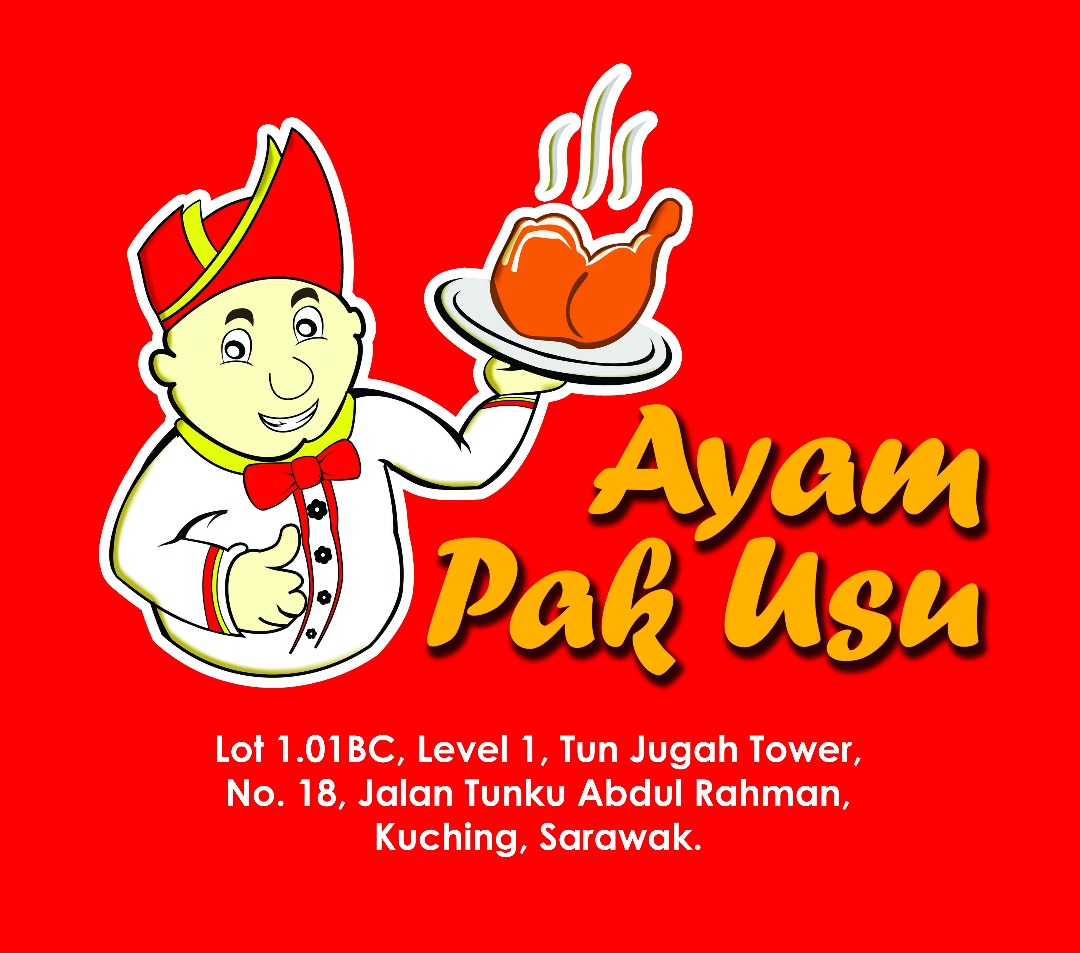 Ayam
Pak Usu
Lot 1.01BC, Level 1, Tun Jugah Tower,
No. 18, Jalan Tunku Abdul Rahman,
Kuching, Sarawak.